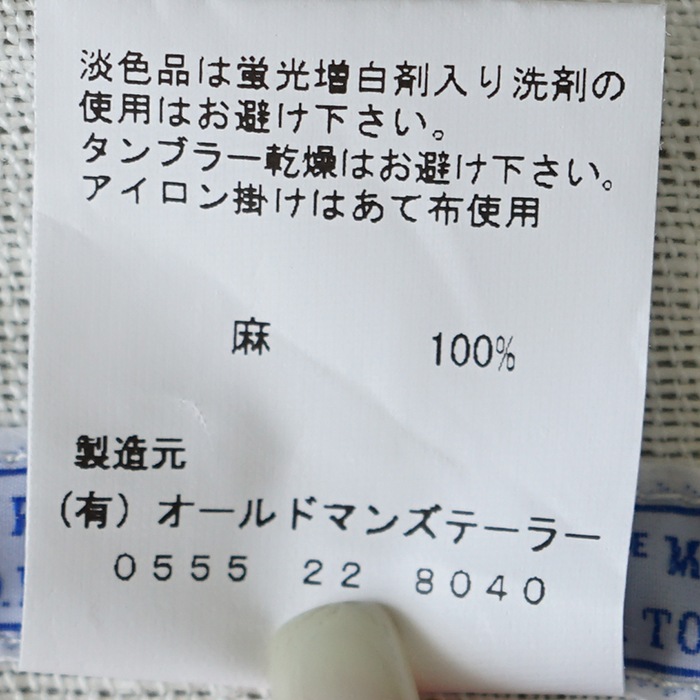 淡色品は蛍光増白剤入り洗剤の
使用はお避け下さい。
タンブラー乾燥はお避け下さい。
アイロン掛けはあて布使用
麻 100%
製造元
(有) オールドマンズテーラー
0555 22 8040
E M
TO